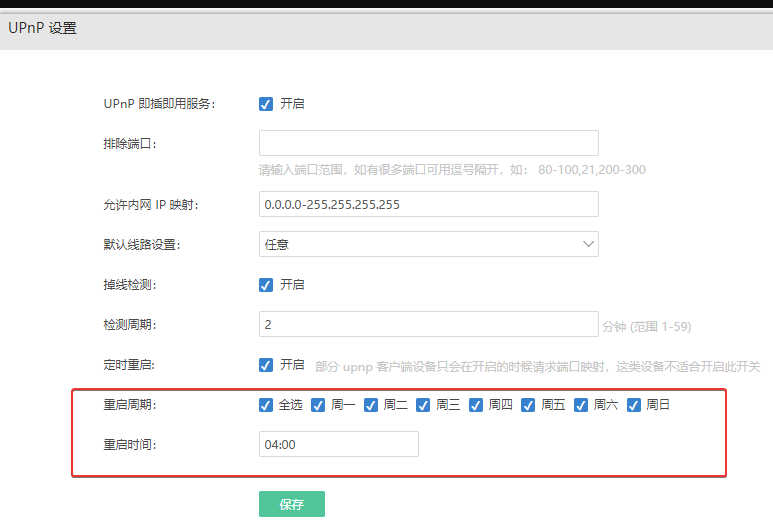 UPnP 设置
UPnP 即插即用服务： 开启
排除端口：
请输入端口范围，如有很多端口可用逗号隔开，如： 80-100,21,200-300
允许内网 IP 映射： 0.0.0.0-255.255.255.255
默认线路设置： 任意
掉线检测： 开启
检测周期： 2 分钟 (范围 1-59)
定时重启： 开启 部分 upnp 客户端设备只会在开启的时候请求端口映射，这类设备不适合开启此开关
重启周期： 全选 周一 周二 周三 周四 周五 周六 周日
重启时间： 04:00
保存